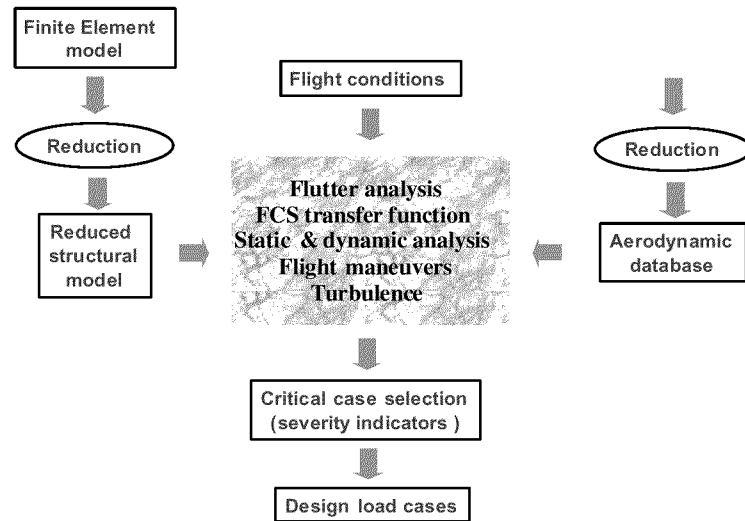 Finite Element
model
Flight conditions
Reduction
Reduction
Flutter analysis
FCS transfer function
Static & dynamic analysis
Flight maneuvers
Turbulence
Reduced
structural
model
Aerodynamic
database
Critical case selection
(severity indicators )
Design load cases